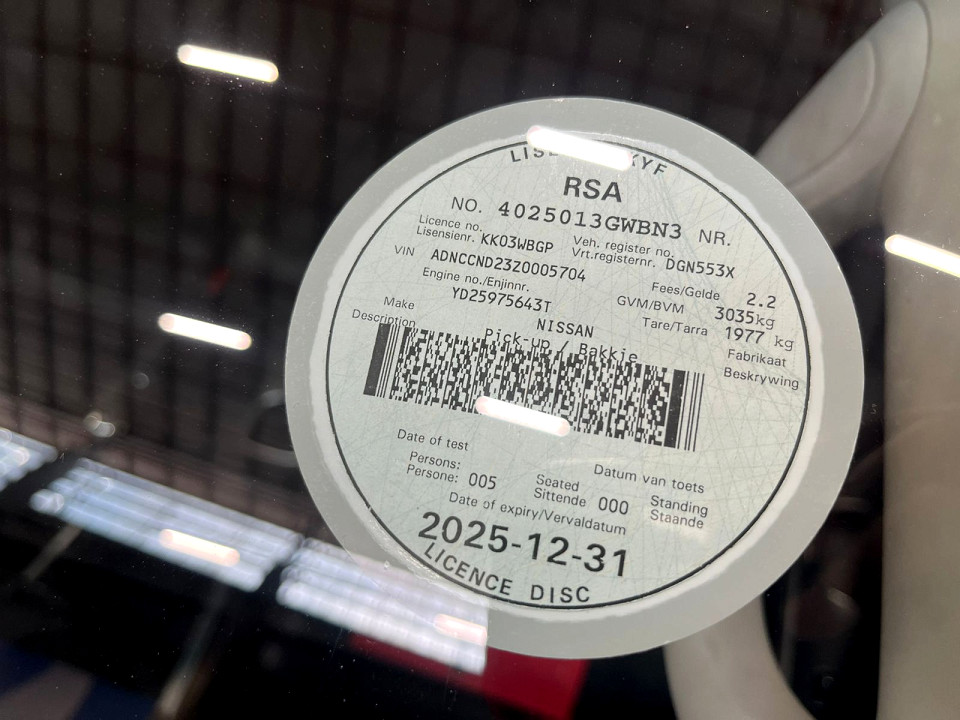 RSA
NO. 4025013GWBN3 NR.
Licence no. Veh. register no.
Lisensienr. KK03WBGP Vrt.registernr. DGN553X
VIN ADNCCND23Z0005704 Fees/Gelde 2.2
Engine no./Enjinnr. GVM/BVM 3035kg
YD25975643T Tare/Tarra 1977 kg
Make NISSAN Fabrikaat
Description Pick-up / Bakkie Beskrywing
Date of test Datum van toets
Persons: Seated Standing
Persone: 005 Sittende 000 Staande
Date of expiry/Vervaldatum
2025-12-31
LICENCE DISC